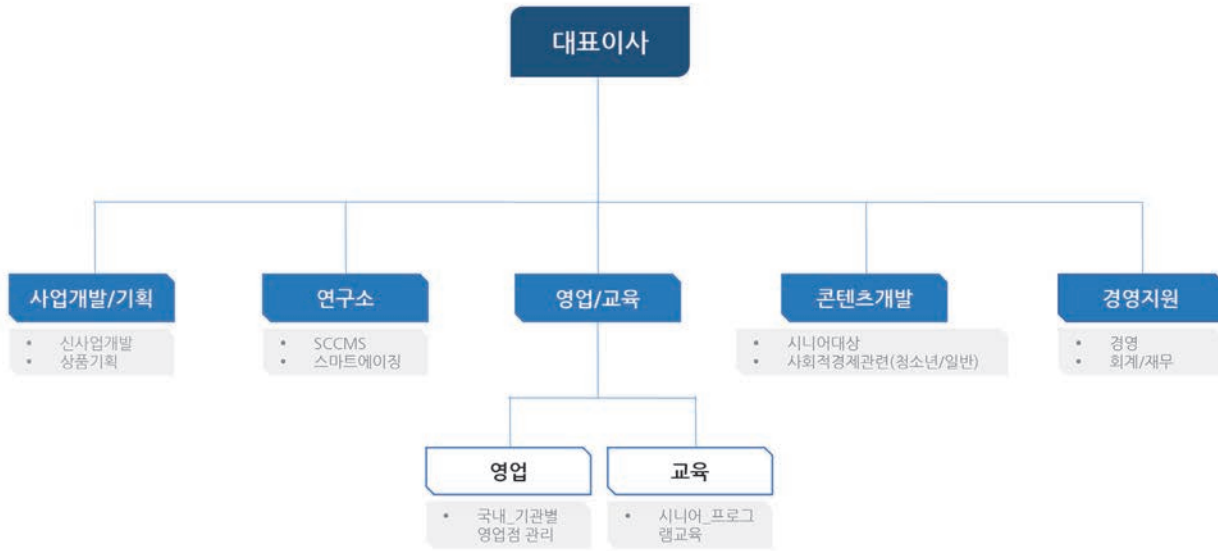 대표이사
사업개발/기획
• 신사업개발
• 상품기획
연구소
• SCCMS
• 스마트에이징
영업/교육
콘텐츠개발
• 시니어대상
• 사회적경제관련(청소년/일반)
경영지원
• 경영
• 회계/재무
영업
• 국내_기관별
영업점 관리
교육
• 시니어_프로그
램교육